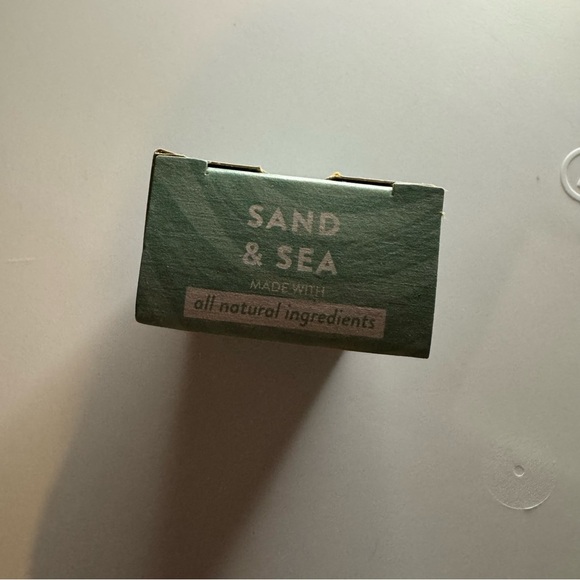 SAND
& SEA
MADE WITH
all natural ingredients